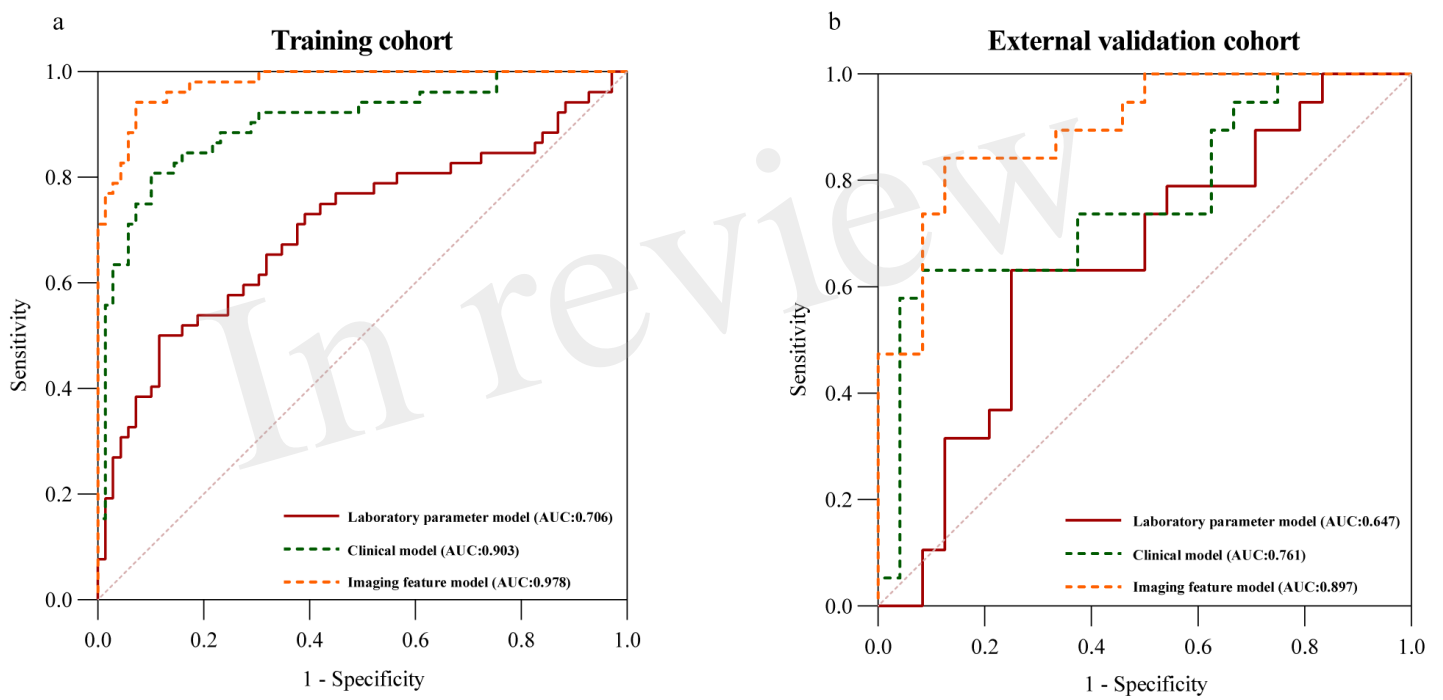 a
Training cohort
1.0
0.8
0.6
0.4
0.2
0.0
Sensitivity
Laboratory parameter model (AUC:0.706)
Clinical model (AUC:0.903)
Imaging feature model (AUC:0.978)
0.0 0.2 0.4 0.6 0.8 1.0
1 - Specificity
b
External validation cohort
1.0
0.8
0.6
0.4
0.2
0.0
Sensitivity
Laboratory parameter model (AUC:0.647)
Clinical model (AUC:0.761)
Imaging feature model (AUC:0.897)
0.0 0.2 0.4 0.6 0.8 1.0
1 - Specificity
In review